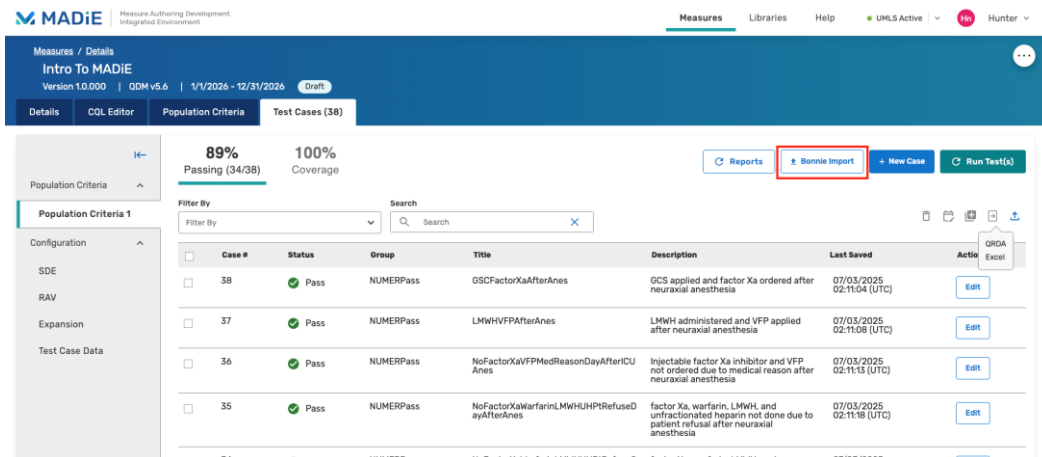 MADiE
Measure Authoring Development
Integrated Environment
Measures Libraries Help UMLS Active Hn Hunter
Measures / Details
Intro To MADiE
Version 1.0.000 | QDM v5.6 | 1/1/2026 - 12/31/2026 Draft
Details CQL Editor Population Criteria Test Cases (38)
89% 100%
Passing (34/38) Coverage
Reports Bonnie Import + New Case Run Test(s)
Population Criteria
Population Criteria 1
Configuration
SDE
RAV
Expansion
Test Case Data
Filter By Search
Filter By Search
QRDA
Excel
Case # Status Group Title Description Last Saved Actio
38 Pass NUMERPass GSCFactorXaAfterAnes GCS applied and factor Xa ordered after 07/03/2025 Edit
neuraxial anesthesia 02:11:04 (UTC)
37 Pass NUMERPass LMWHVFPAfterAnes LMWH administered and VFP applied 07/03/2025 Edit
after neuraxial anesthesia 02:11:08 (UTC)
36 Pass NUMERPass NoFactorXaVFPMedReasonDayAfterICU Injectable factor Xa inhibitor and VFP 07/03/2025 Edit
Anes not ordered due to medical reason after 02:11:13 (UTC)
neuraxial anesthesia
35 Pass NUMERPass NoFactorXaWarfarinLMWHUHPtRefuseD factor Xa, warfarin, LMWH, and 07/03/2025 Edit
ayAfterAnes unfractionated heparin not done due to 02:11:18 (UTC)
patient refusal after neuraxial
anesthesia